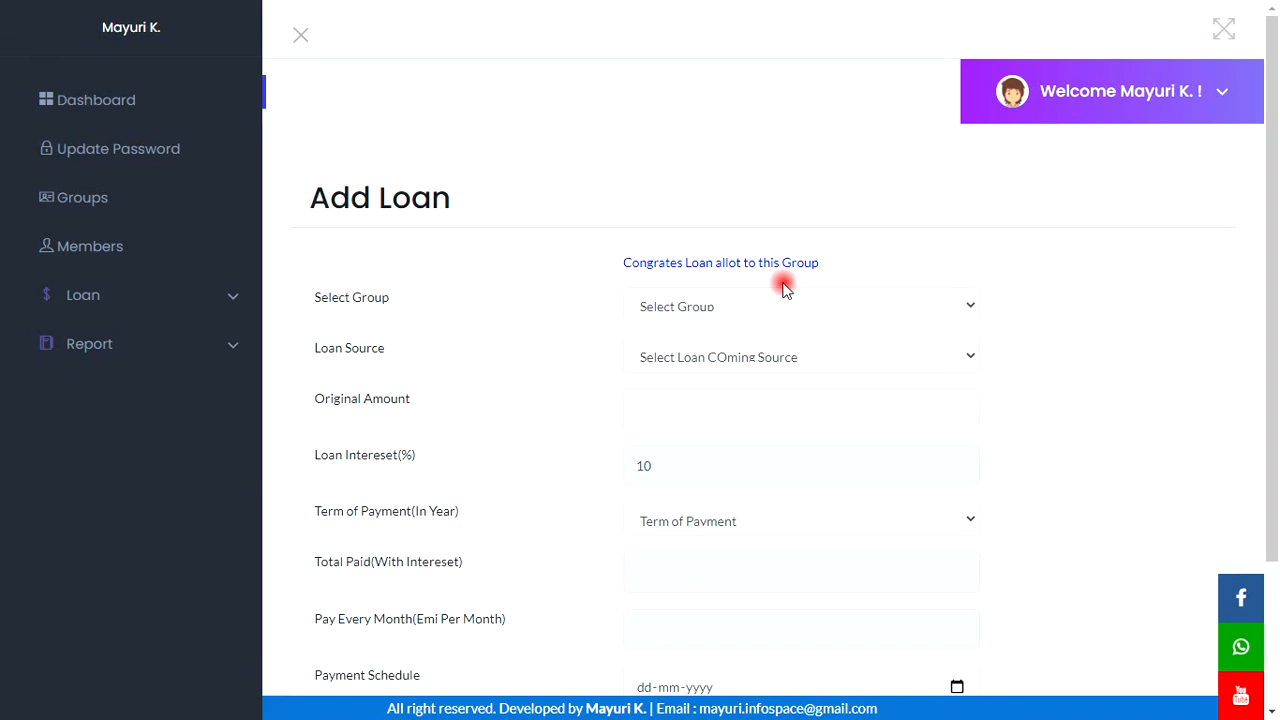 Mayuri K.
Dashboard
Update Password
Groups
Members
Loan
Report
Welcome Mayuri K. !
Add Loan
Congrates Loan allot to this Group
Select Group
Select Group
Loan Source
Select Loan COming Source
Original Amount
Loan Intereset(%)
10
Term of Payment(In Year)
Term of Payment
Total Paid(With Intereset)
Pay Every Month(Emi Per Month)
Payment Schedule
dd-mm-yyyy
You Tube
All right reserved. Developed by Mayuri K. | Email : mayuri.infospace@gmail.com